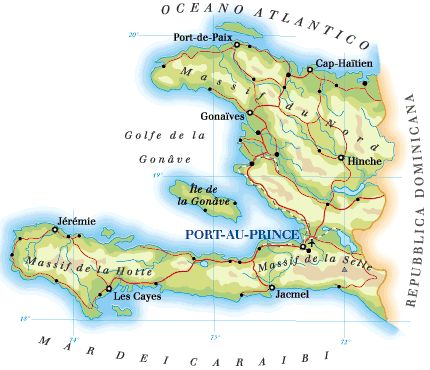 OCEANO ATLANTICO
20°
Port-de-Paix
Cap-Haïtien
Massif du Nord
Gonaïves
Golfe de la
Gonâve
Hinche
19°
Île de
la Gonâve
REPUBBLICA DOMINICANA
Jérémie
PORT-AU-PRINCE
Massif de la Hotte
Massif de la Selle
Les Cayes
Jacmel
18°
74°
73°
72°
MAR DEI CARAIBI